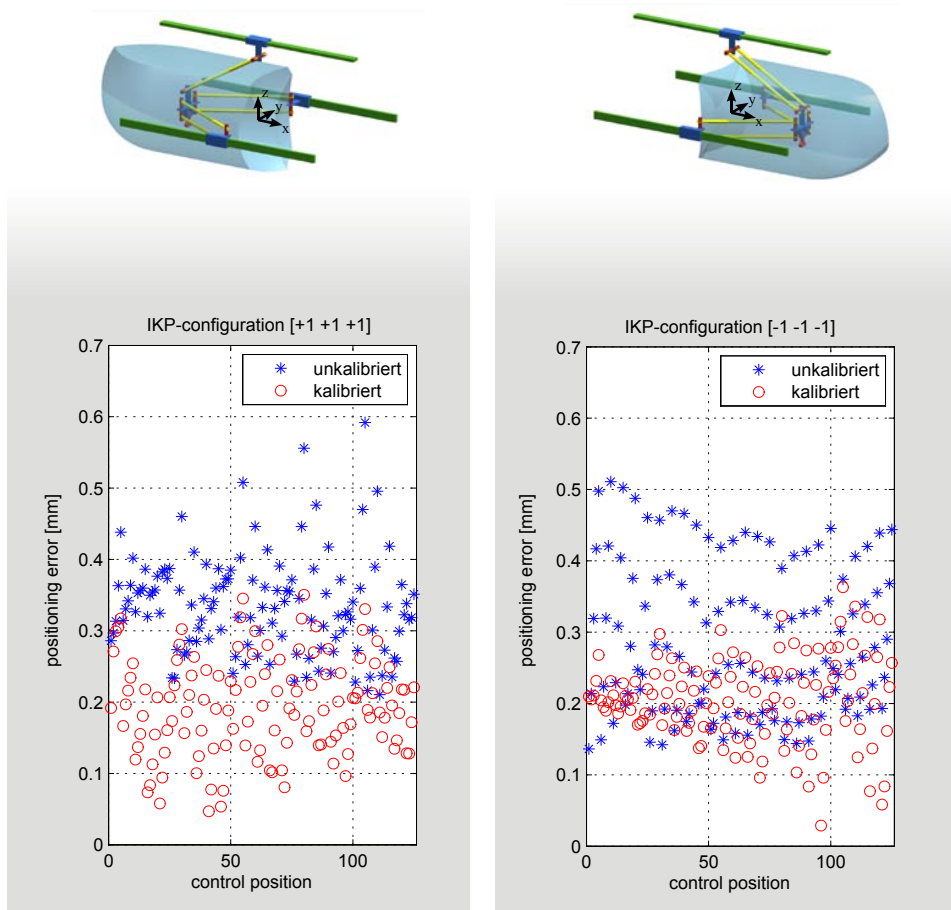 z
y
x
z
y
x
IKP-configuration [+1 +1 +1]
0.7
0.6
0.5
0.4
0.3
0.2
0.1
0
positioning error [mm]
unkalibriert
kalibriert
0
50
100
control position
IKP-configuration [-1 -1 -1]
0.7
0.6
0.5
0.4
0.3
0.2
0.1
0
positioning error [mm]
unkalibriert
kalibriert
0
50
100
control position